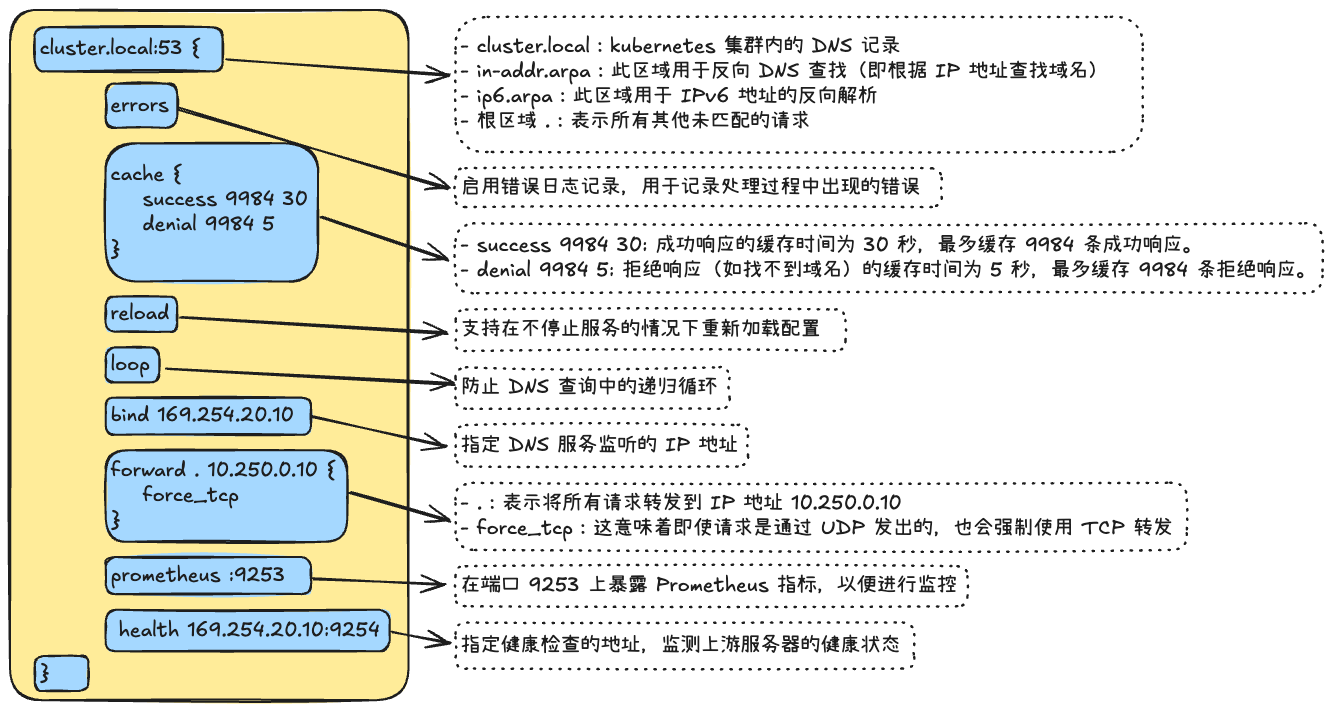 cluster.local:53 {
errors
cache {
success 9984 30
denial 9984 5
}
reload
loop
bind 169.254.20.10
forward . 10.250.0.10 {
force_tcp
}
prometheus :9253
health 169.254.20.10:9254
}
- cluster.local : kubernetes 集群内的 DNS 记录
- in-addr.arpa : 此区域用于反向 DNS 查找（即根据 IP 地址查找域名）
- ip6.arpa : 此区域用于 IPv6 地址的反向解析
- 根区域 . : 表示所有其他未匹配的请求
启用错误日志记录，用于记录处理过程中出现的错误
- success 9984 30: 成功响应的缓存时间为 30 秒，最多缓存 9984 条成功响应。
- denial 9984 5: 拒绝响应（如找不到域名）的缓存时间为 5 秒，最多缓存 9984 条拒绝响应。
支持在不停止服务的情况下重新加载配置
防止 DNS 查询中的递归循环
指定 DNS 服务监听的 IP 地址
- . : 表示将所有请求转发到 IP 地址 10.250.0.10
- force_tcp : 这意味着即使请求是通过 UDP 发出的，也会强制使用 TCP 转发
在端口 9253 上暴露 Prometheus 指标，以便进行监控
指定健康检查的地址，监测上游服务器的健康状态